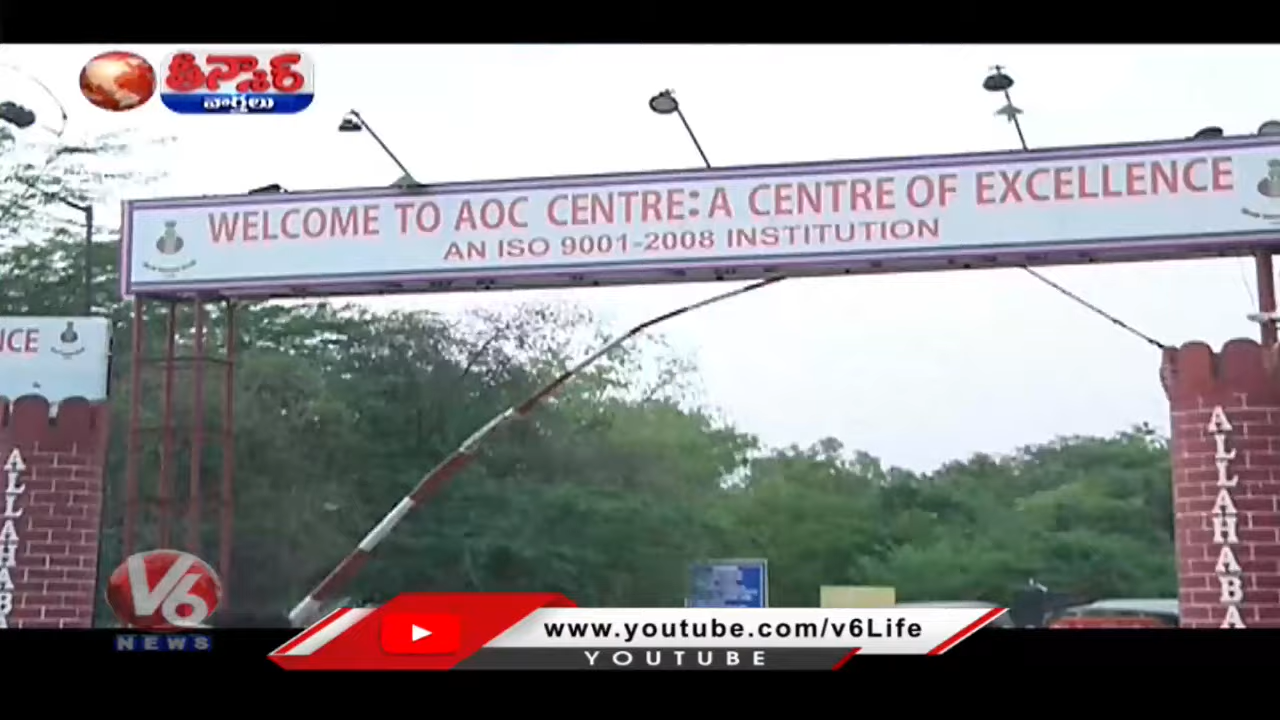 తీన్మార్
వార్తలు
WELCOME TO AOC CENTRE: A CENTRE OF EXCELLENCE
AN ISO 9001-2008 INSTITUTION
NCE
ALLAHAB
ALLAHABA
V6
NEWS
www.youtube.com/v6Life
YOUTUBE